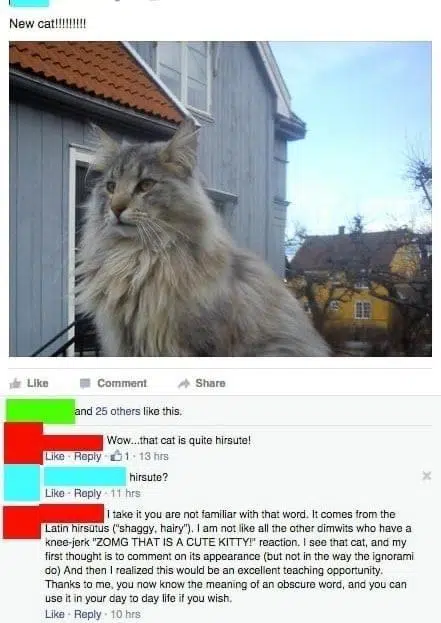 New cat!!!!!!!!!
Like Comment Share
and 25 others like this.
Wow...that cat is quite hirsute!
Like · Reply · 1 · 13 hrs
hirsute?
Like · Reply · 11 hrs
I take it you are not familiar with that word. It comes from the
Latin hirsūtus ("shaggy, hairy"). I am not like all the other dimwits who have a
knee-jerk "ZOMG THAT IS A CUTE KITTY!" reaction. I see that cat, and my
first thought is to comment on its appearance (but not in the way the ignorami
do) And then I realized this would be an excellent teaching opportunity.
Thanks to me, you now know the meaning of an obscure word, and you can
use it in your day to day life if you wish.
Like · Reply · 10 hrs